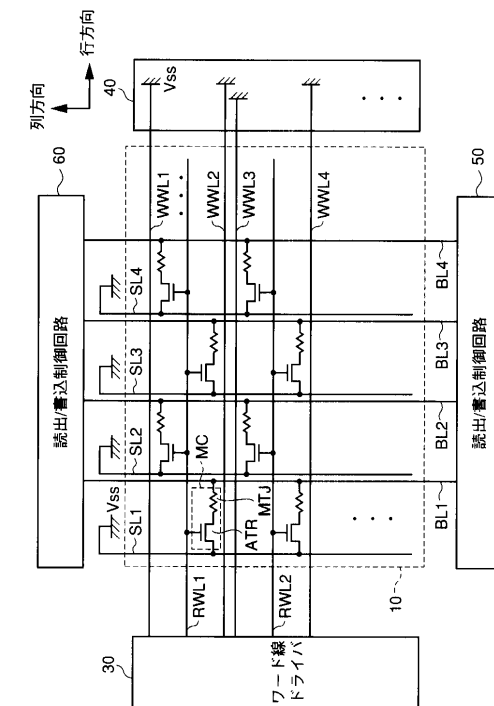 列方向
行方向
60
読出/書込制御回路
40
Vss
Vss
SL1
SL2
SL3
SL4
WWL1
WWL2
WWL3
WWL4
MC
MTJ
ATR
RWL1
RWL2
30
ワード線
ドライバ
10
BL1
BL2
BL3
BL4
50
読出/書込制御回路